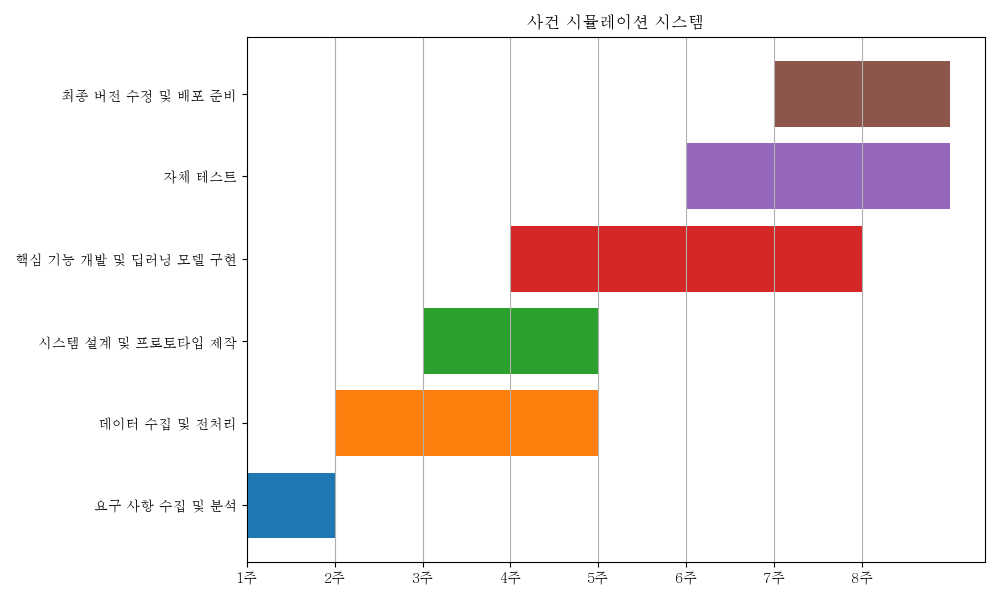 사건 시뮬레이션 시스템
최종 버전 수정 및 배포 준비
자체 테스트
핵심 기능 개발 및 딥러닝 모델 구현
시스템 설계 및 프로토타입 제작
데이터 수집 및 전처리
요구 사항 수집 및 분석
1주 2주 3주 4주 5주 6주 7주 8주